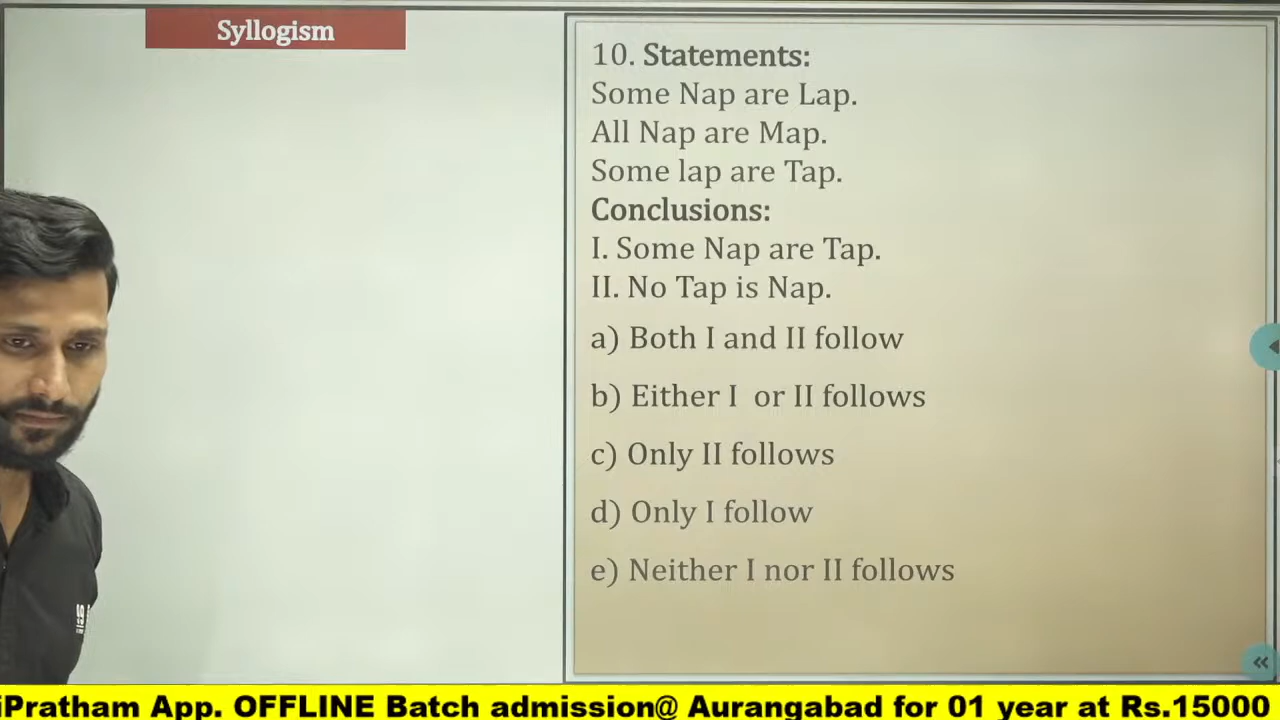 Syllogism
10. Statements:
Some Nap are Lap.
All Nap are Map.
Some lap are Tap.
Conclusions:
I. Some Nap are Tap.
II. No Tap is Nap.
a) Both I and II follow
b) Either I or II follows
c) Only II follows
d) Only I follow
e) Neither I nor II follows
iPratham App. OFFLINE Batch admission@ Aurangabad for 01 year at Rs.15000